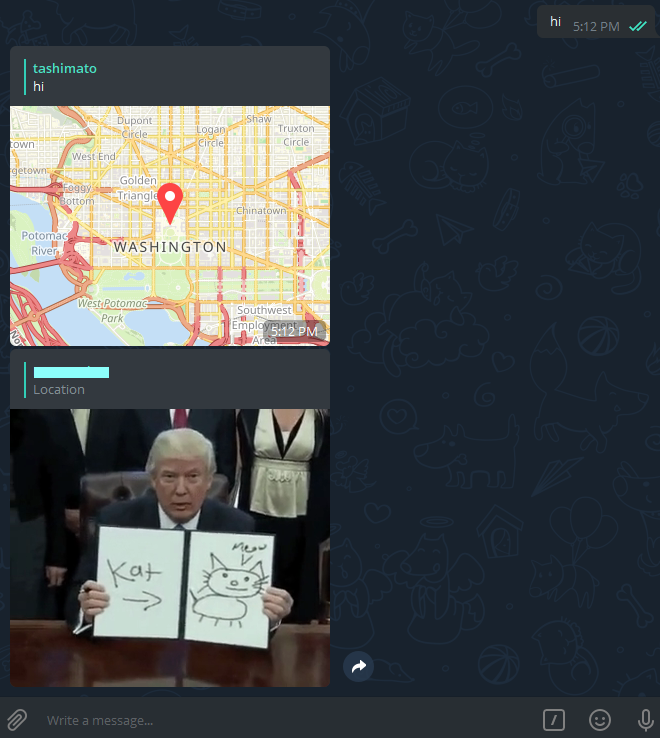 hi 5:12 PM
tashimato
hi
Dupont
Circle
Logan
Circle
Shaw
Truxton
Circle
town
West End
rgetown
Foggy
Bottom
Golden
Triangle
Chinatown
Potomac
River
WASHINGTON
West Potomac
Park
Southwest
Employment
Area
5:12 PM
Location
Kat
Meow
Write a message...